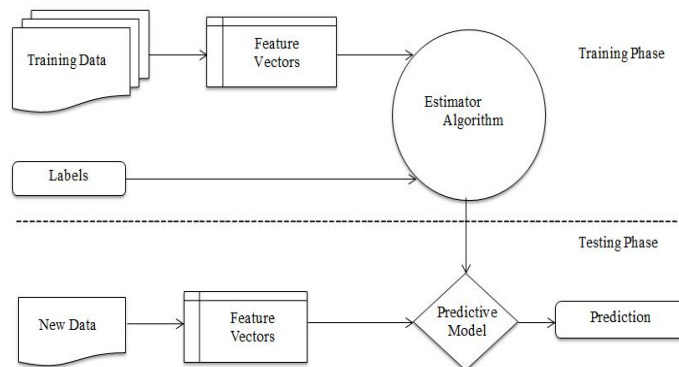 Training Data
Feature
Vectors
Estimator
Algorithm
Training Phase
Labels
Testing Phase
New Data
Feature
Vectors
Predictive
Model
Prediction